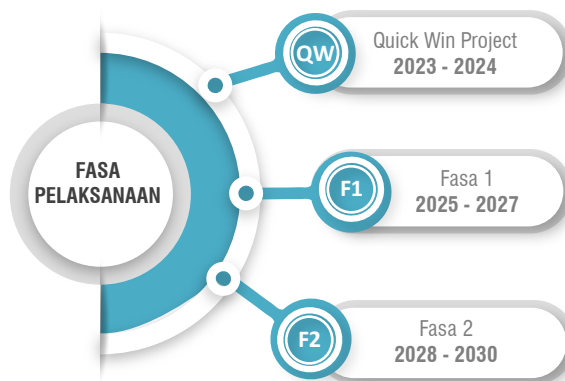 FASA
PELAKSANAAN
QW
Quick Win Project
2023 - 2024
F1
Fasa 1
2025 - 2027
F2
Fasa 2
2028 - 2030